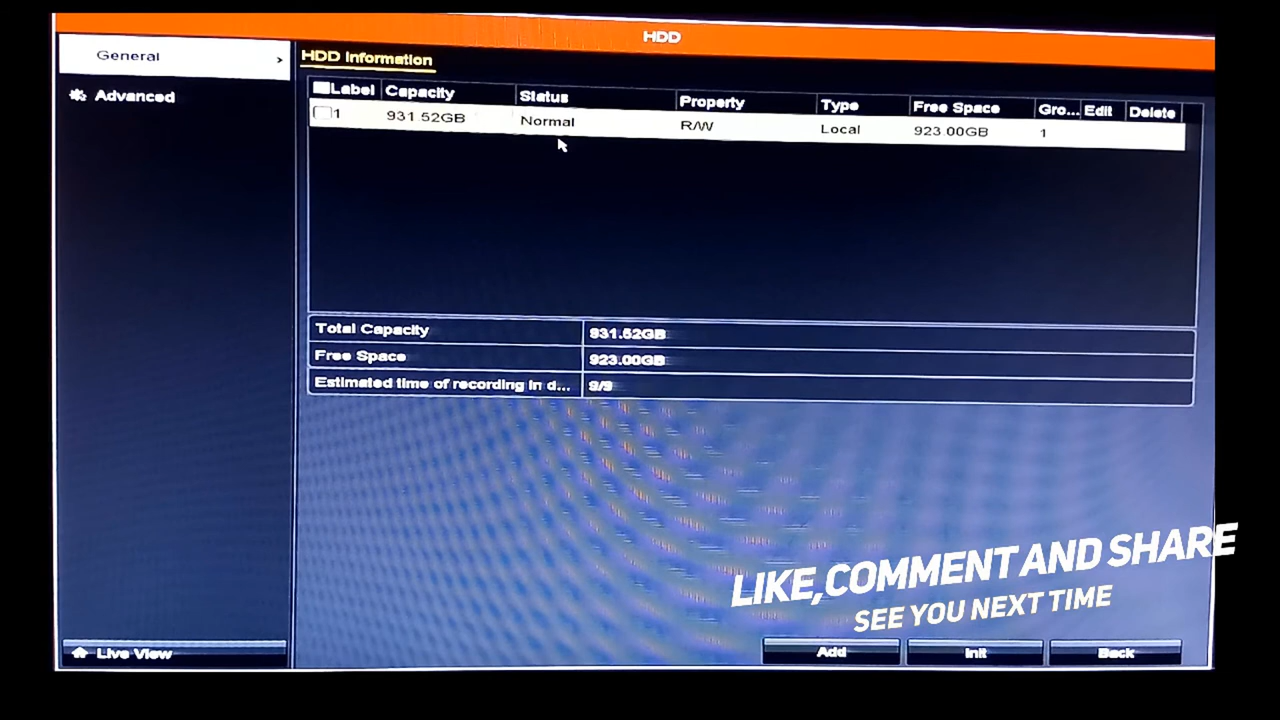 HDD
General >
Advanced
HDD Information
Label Capacity Status Property Type Free Space Gro... Edit Delete
1 931.52GB Normal R/W Local 923.00GB 1
Total Capacity 931.52GB
Free Space 923.00GB
Estimated time of recording in d... 9/9
LIKE,COMMENT AND SHARE
SEE YOU NEXT TIME
Live View
Add Init Back